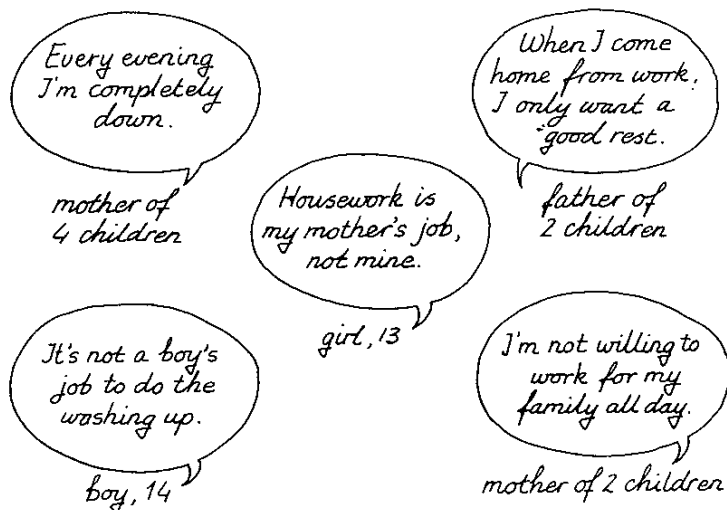 Every evening
I'm completely
down.
mother of
4 children
When I come
home from work,
I only want a
good rest.
father of
2 children
Housework is
my mother's job,
not mine.
girl, 13
It's not a boy's
job to do the
washing up.
boy, 14
I'm not willing to
work for my
family all day.
mother of 2 children